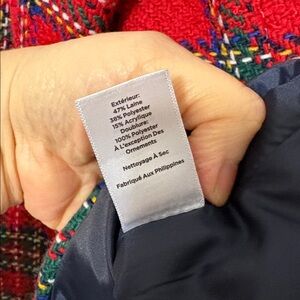 Extérieur:
47% Laine
38% Polyester
15% Acrylique
Doublure:
100% Polyester
À L'exception Des
Ornements
Nettoyage À Sec
Fabriqué Aux Philippines